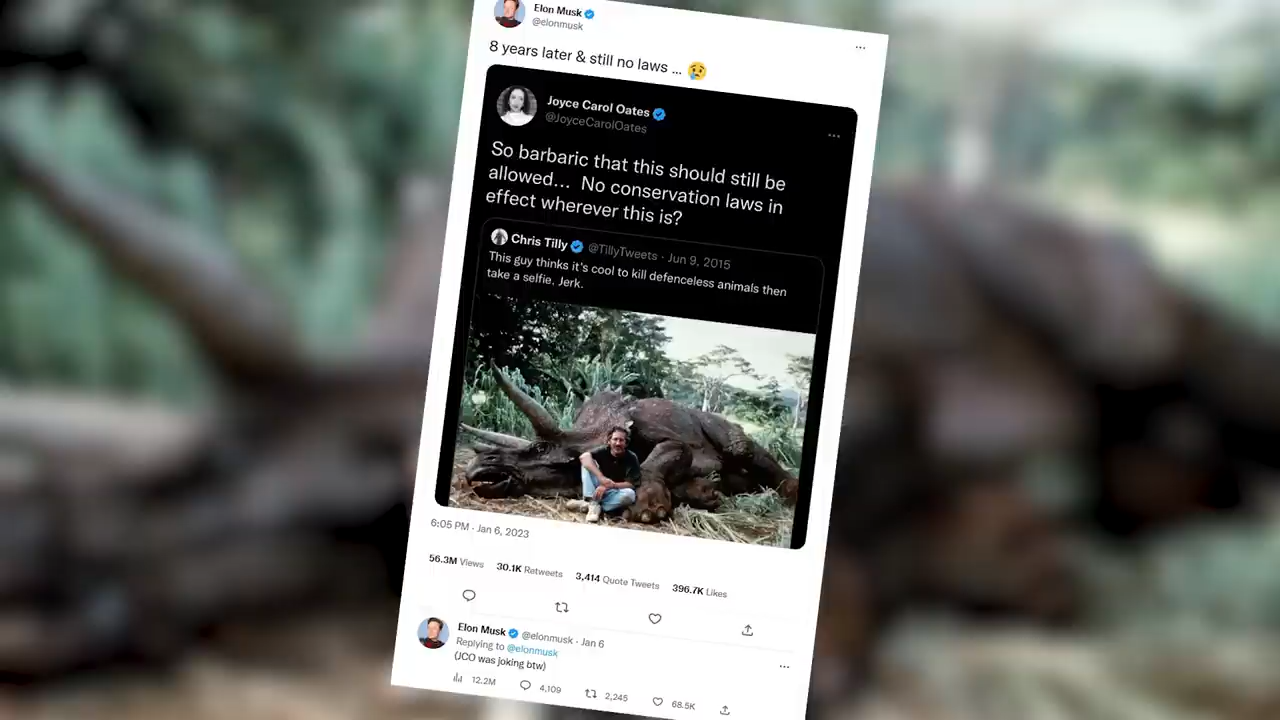 Elon Musk
@elonmusk
8 years later & still no laws ... 😢
Joyce Carol Oates
@JoyceCarolOates
So barbaric that this should still be
allowed... No conservation laws in
effect wherever this is?
Chris Tilly @TillyTweets · Jun 9, 2015
This guy thinks it's cool to kill defenceless animals then
take a selfie. Jerk.
6:05 PM · Jan 6, 2023
56.3M Views 30.1K Retweets 3,414 Quote Tweets 396.7K Likes
Elon Musk @elonmusk · Jan 6
Replying to @elonmusk
(JCO was joking btw)
12.2M 4,109 2,245 68.5K